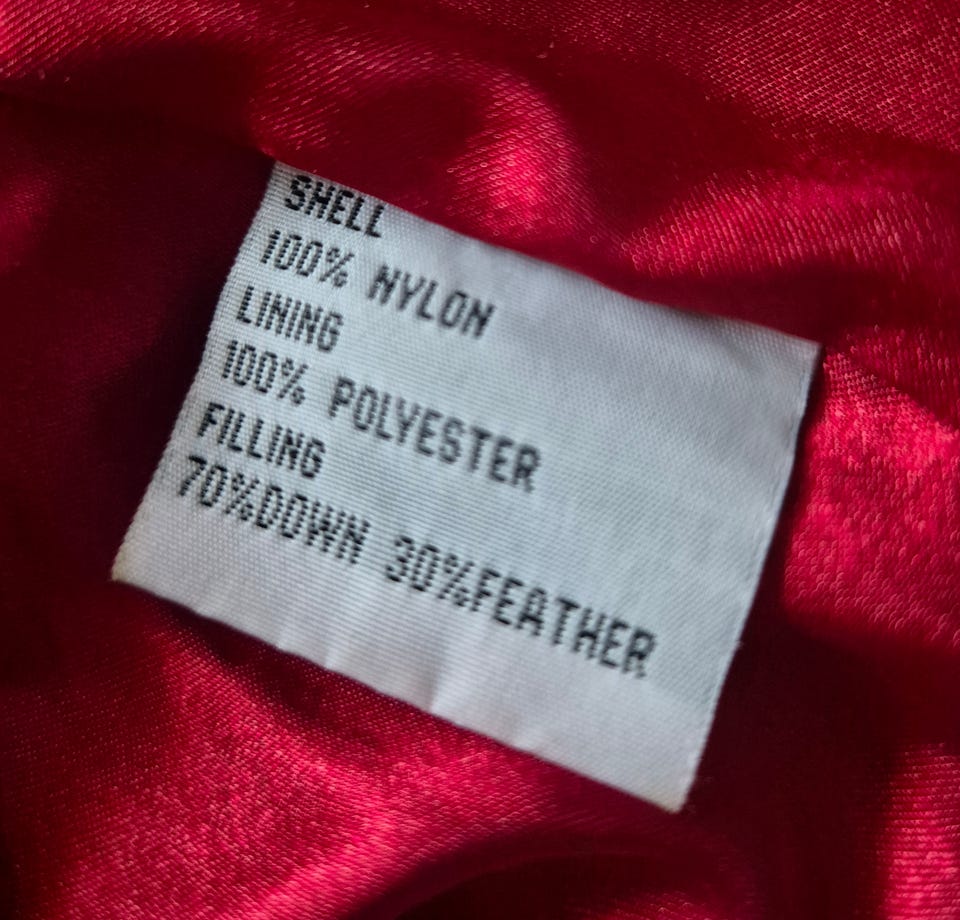 SHELL
100% NYLON
LINING
100% POLYESTER
FILLING
70%DOWN 30%FEATHER